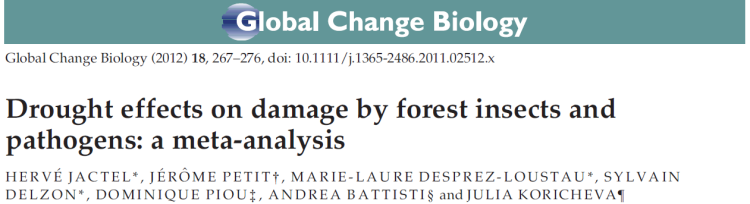 Global Change Biology
Global Change Biology (2012) 18, 267–276, doi: 10.1111/j.1365-2486.2011.02512.x
Drought effects on damage by forest insects and
pathogens: a meta-analysis
HERVÉ JACTEL*, JÉRÔME PETIT†, MARIE-LAURE DESPREZ-LOUSTAU*, SYLVAIN
DELZON*, DOMINIQUE PIOU‡, ANDREA BATTISTI§ and JULIA KORICHEVA¶